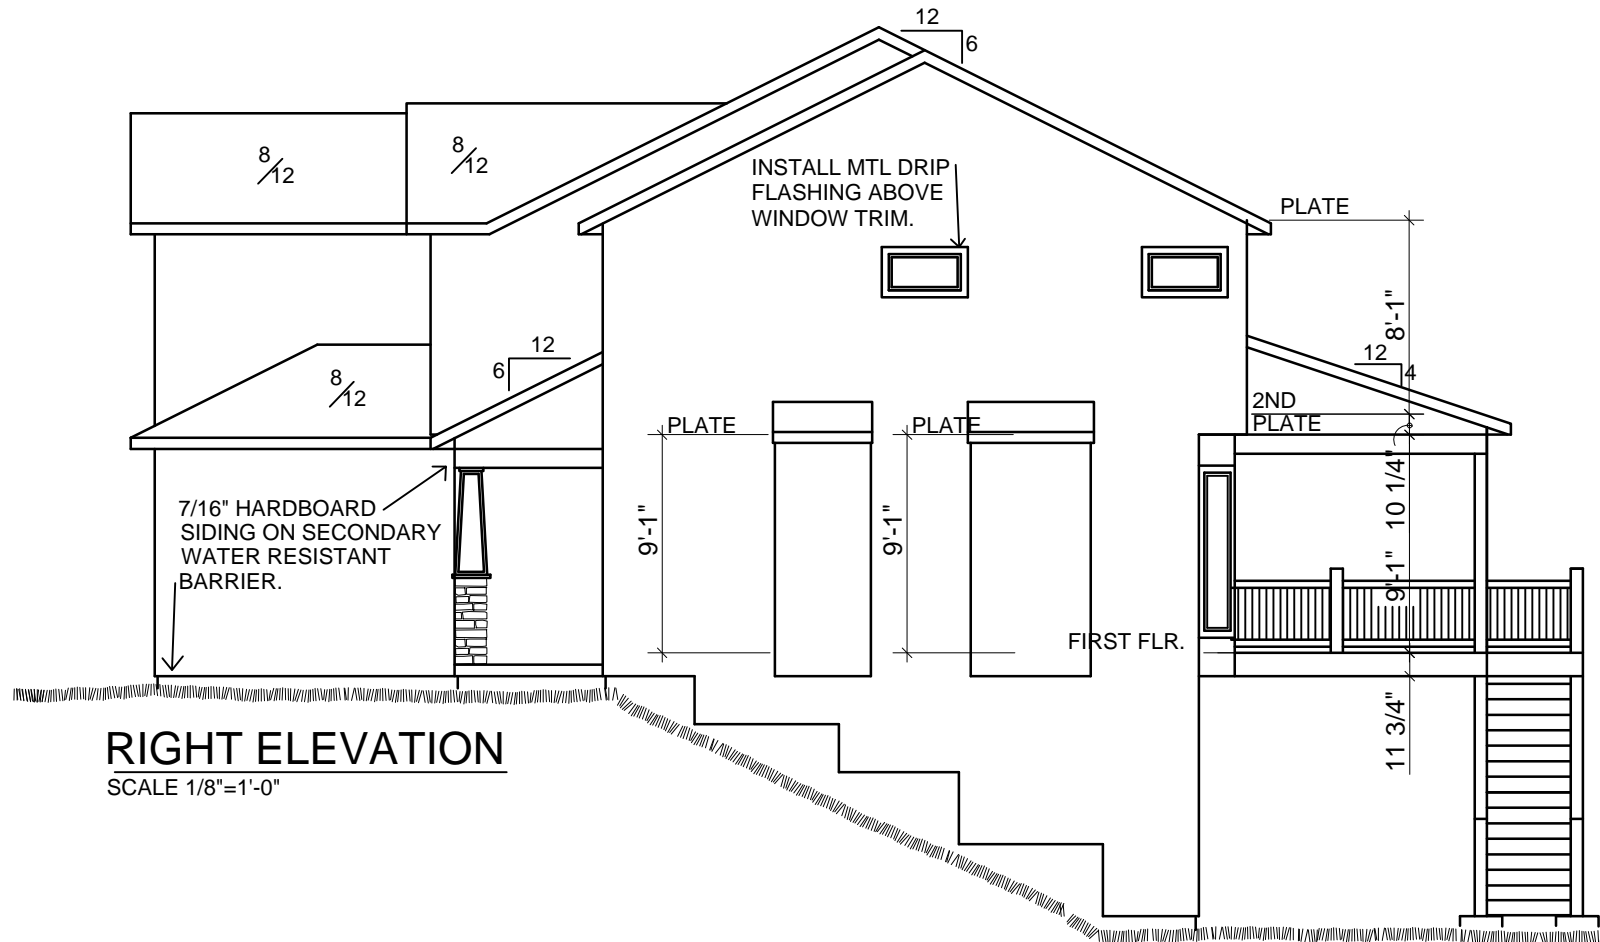 12
6
8/12
8/12
INSTALL MTL DRIP
FLASHING ABOVE
WINDOW TRIM.
PLATE
8'-1"
12
6
12
4
8/12
2ND
PLATE
PLATE
PLATE
10 1/4"
7/16" HARDBOARD
SIDING ON SECONDARY
WATER RESISTANT
BARRIER.
9'-1"
9'-1"
9'-1"
FIRST FLR.
11 3/4"
RIGHT ELEVATION
SCALE 1/8"=1'-0"